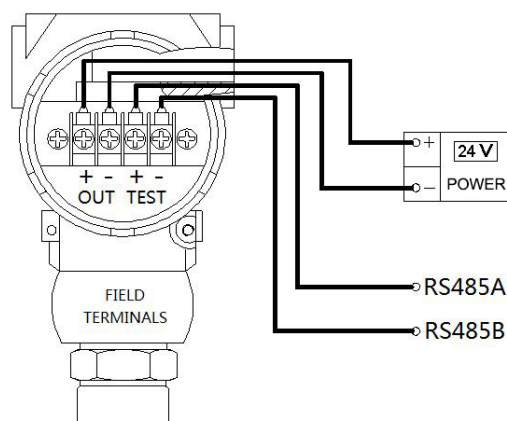 + - + -
OUT TEST
+ 24 V
− POWER
FIELD
TERMINALS
RS485A
RS485B